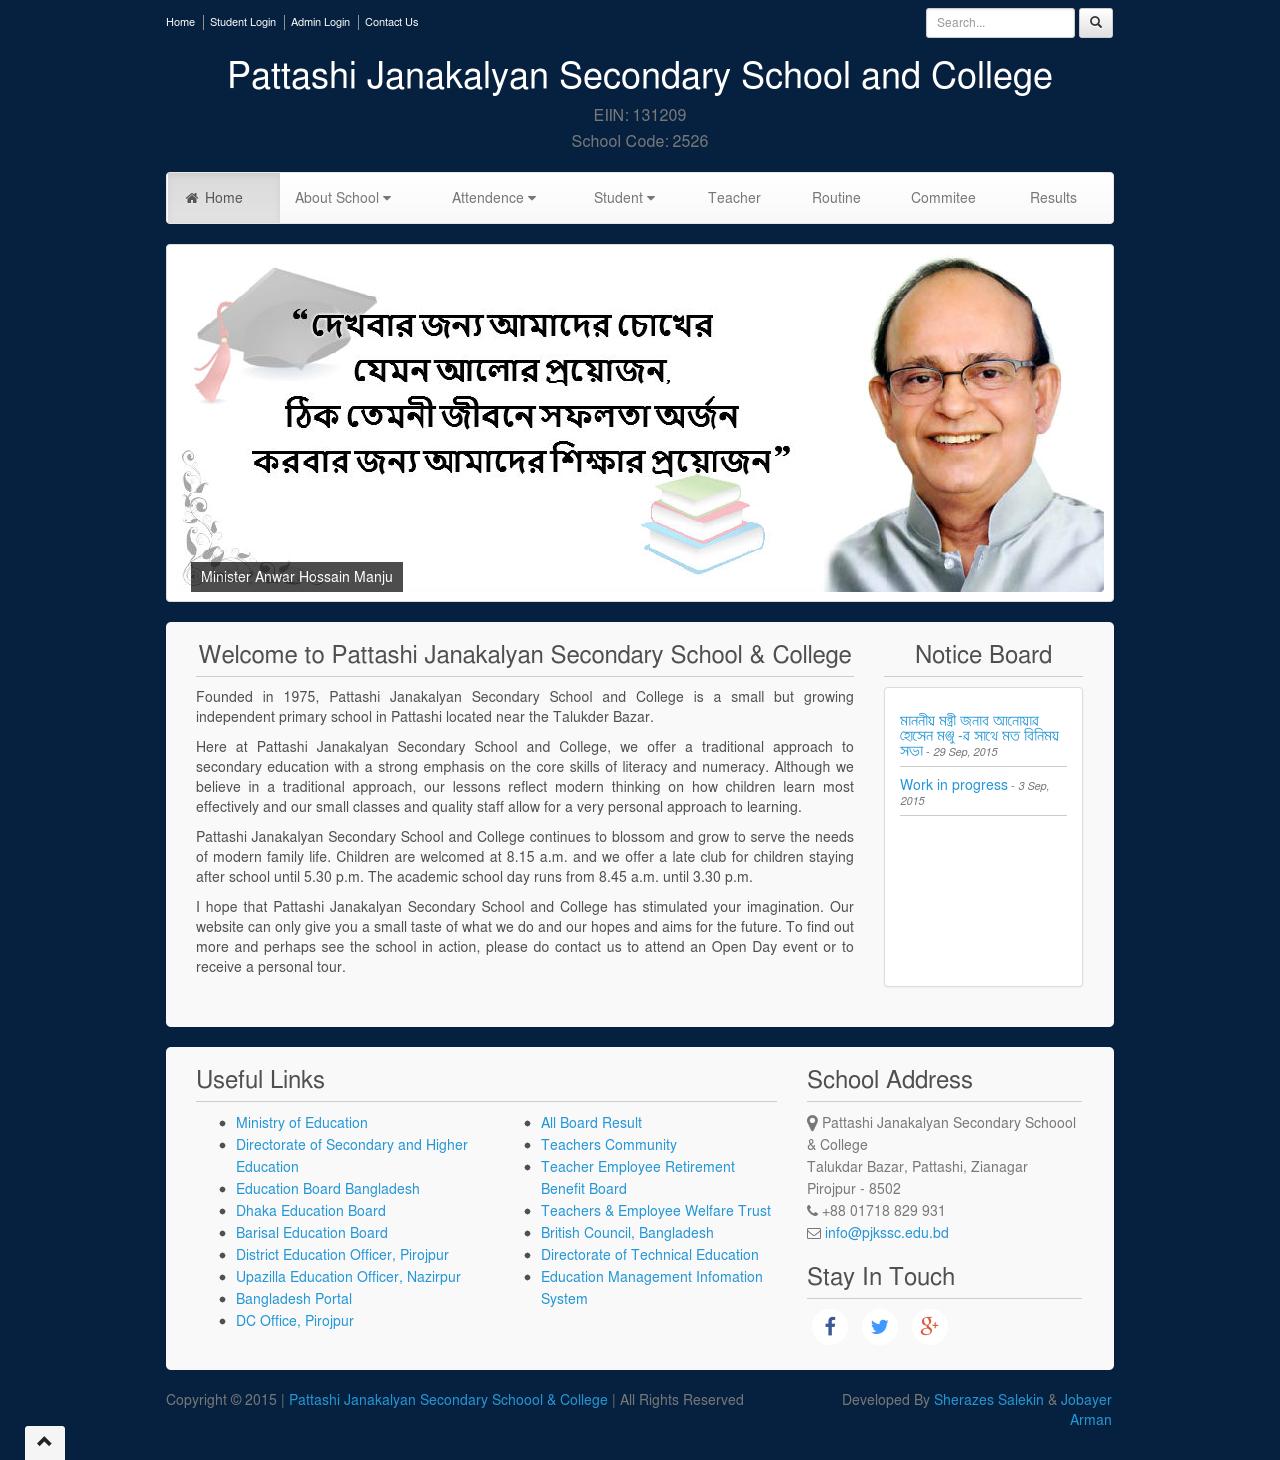 Home
Student Login
Admin Login
Contact Us
Search...
Pattashi Janakalyan Secondary School and College
EIIN: 131209
School Code: 2526
Home
About School
Attendence
Student
Teacher
Routine
Commitee
Results
“দেখবার জন্য আমাদের চোখের
যেমন আলোর প্রয়োজন,
ঠিক তেমনী জীবনে সফলতা অর্জন
করবার জন্য আমাদের শিক্ষার প্রয়োজন”
Minister Anwar Hossain Manju
Welcome to Pattashi Janakalyan Secondary School & College
Founded in 1975, Pattashi Janakalyan Secondary School and College is a small but growing
independent primary school in Pattashi located near the Talukder Bazar.
Here at Pattashi Janakalyan Secondary School and College, we offer a traditional approach to
secondary education with a strong emphasis on the core skills of literacy and numeracy. Although we
believe in a traditional approach, our lessons reflect modern thinking on how children learn most
effectively and our small classes and quality staff allow for a very personal approach to learning.
Pattashi Janakalyan Secondary School and College continues to blossom and grow to serve the needs
of modern family life. Children are welcomed at 8.15 a.m. and we offer a late club for children staying
after school until 5.30 p.m. The academic school day runs from 8.45 a.m. until 3.30 p.m.
I hope that Pattashi Janakalyan Secondary School and College has stimulated your imagination. Our
website can only give you a small taste of what we do and our hopes and aims for the future. To find out
more and perhaps see the school in action, please do contact us to attend an Open Day event or to
receive a personal tour.
Notice Board
মাননীয় মন্ত্রী জনাব আনোয়ার
হোসেন মঞ্জু -র সাথে মত বিনিময়
সভা - 29 Sep, 2015
Work in progress - 3 Sep,
2015
Useful Links
Ministry of Education
Directorate of Secondary and Higher
Education
Education Board Bangladesh
Dhaka Education Board
Barisal Education Board
District Education Officer, Pirojpur
Upazilla Education Officer, Nazirpur
Bangladesh Portal
DC Office, Pirojpur
All Board Result
Teachers Community
Teacher Employee Retirement
Benefit Board
Teachers & Employee Welfare Trust
British Council, Bangladesh
Directorate of Technical Education
Education Management Infomation
System
School Address
Pattashi Janakalyan Secondary Schoool
& College
Talukdar Bazar, Pattashi, Zianagar
Pirojpur - 8502
+88 01718 829 931
info@pjkssc.edu.bd
Stay In Touch
Copyright © 2015 | Pattashi Janakalyan Secondary Schoool & College | All Rights Reserved
Developed By Sherazes Salekin & Jobayer
Arman